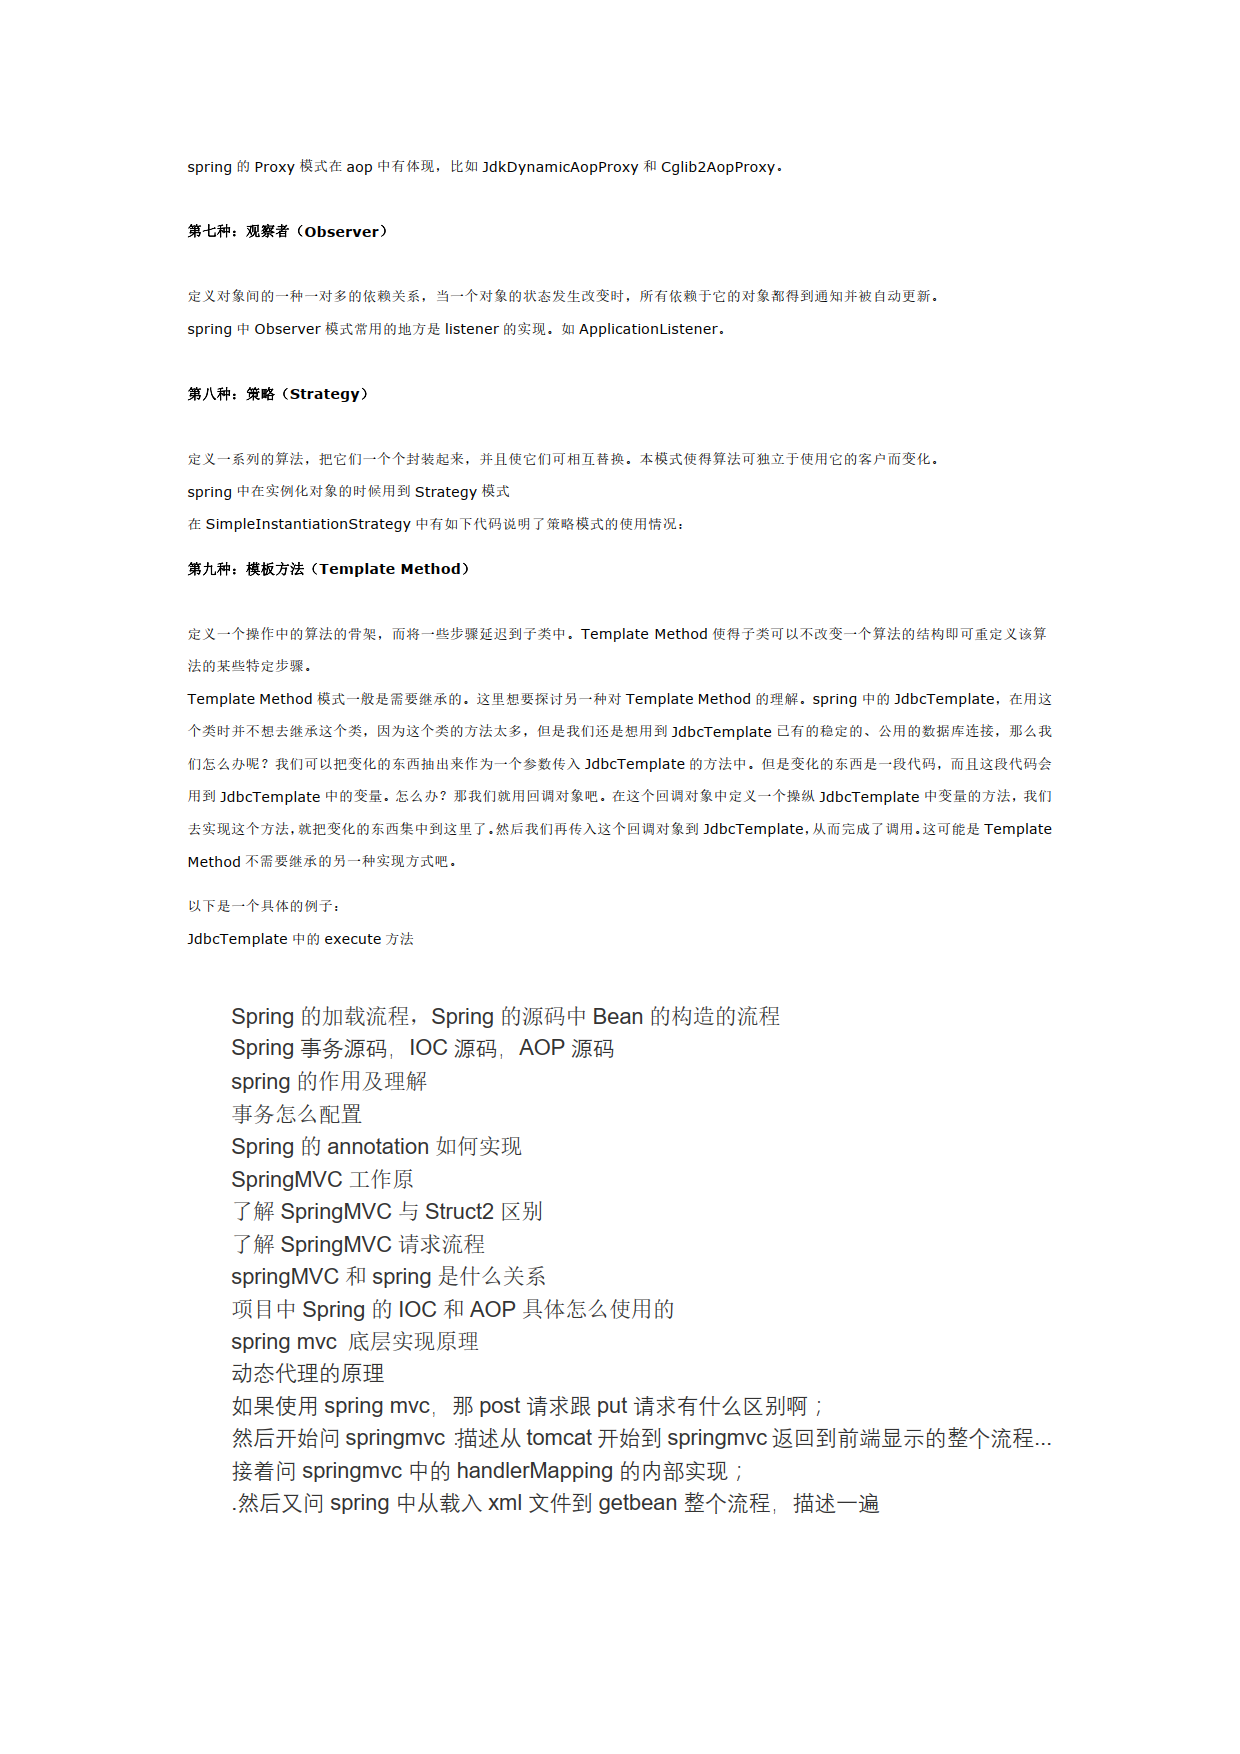 spring 的 Proxy 模式在 aop 中有体现，比如 JdkDynamicAopProxy 和 Cglib2AopProxy。
第七种：观察者（Observer）
定义对象间的一种一对多的依赖关系，当一个对象的状态发生改变时，所有依赖于它的对象都得到通知并被自动更新。
spring 中 Observer 模式常用的地方是 listener 的实现。如 ApplicationListener。
第八种：策略（Strategy）
定义一系列的算法，把它们一个个封装起来，并且使它们可相互替换。本模式使得算法可独立于使用它的客户而变化。
spring 中在实例化对象的时候用到 Strategy 模式
在 SimpleInstantiationStrategy 中有如下代码说明了策略模式的使用情况：
第九种：模板方法（Template Method）
定义一个操作中的算法的骨架，而将一些步骤延迟到子类中。Template Method 使得子类可以不改变一个算法的结构即可重定义该算
法的某些特定步骤。
Template Method 模式一般是需要继承的。这里想要探讨另一种对 Template Method 的理解。spring 中的 JdbcTemplate，在用这
个类时并不想去继承这个类，因为这个类的方法太多，但是我们还是想用到 JdbcTemplate 已有的稳定的、公用的数据库连接，那么我
们怎么办呢？我们可以把变化的东西抽出来作为一个参数传入 JdbcTemplate 的方法中。但是变化的东西是一段代码，而且这段代码会
用到 JdbcTemplate 中的变量。怎么办？那我们就用回调对象吧。在这个回调对象中定义一个操纵 JdbcTemplate 中变量的方法，我们
去实现这个方法，就把变化的东西集中到这里了。然后我们再传入这个回调对象到 JdbcTemplate，从而完成了调用。这可能是 Template
Method 不需要继承的另一种实现方式吧。
以下是一个具体的例子：
JdbcTemplate 中的 execute 方法
Spring 的加载流程，Spring 的源码中 Bean 的构造的流程
Spring 事务源码，IOC 源码，AOP 源码
spring 的作用及理解
事务怎么配置
Spring 的 annotation 如何实现
SpringMVC 工作原
了解 SpringMVC 与 Struct2 区别
了解 SpringMVC 请求流程
springMVC 和 spring 是什么关系
项目中 Spring 的 IOC 和 AOP 具体怎么使用的
spring mvc 底层实现原理
动态代理的原理
如果使用 spring mvc，那 post 请求跟 put 请求有什么区别啊；
然后开始问 springmvc：描述从 tomcat 开始到 springmvc 返回到前端显示的整个流程...
接着问 springmvc 中的 handlerMapping 的内部实现；
.然后又问 spring 中从载入 xml 文件到 getbean 整个流程，描述一遍